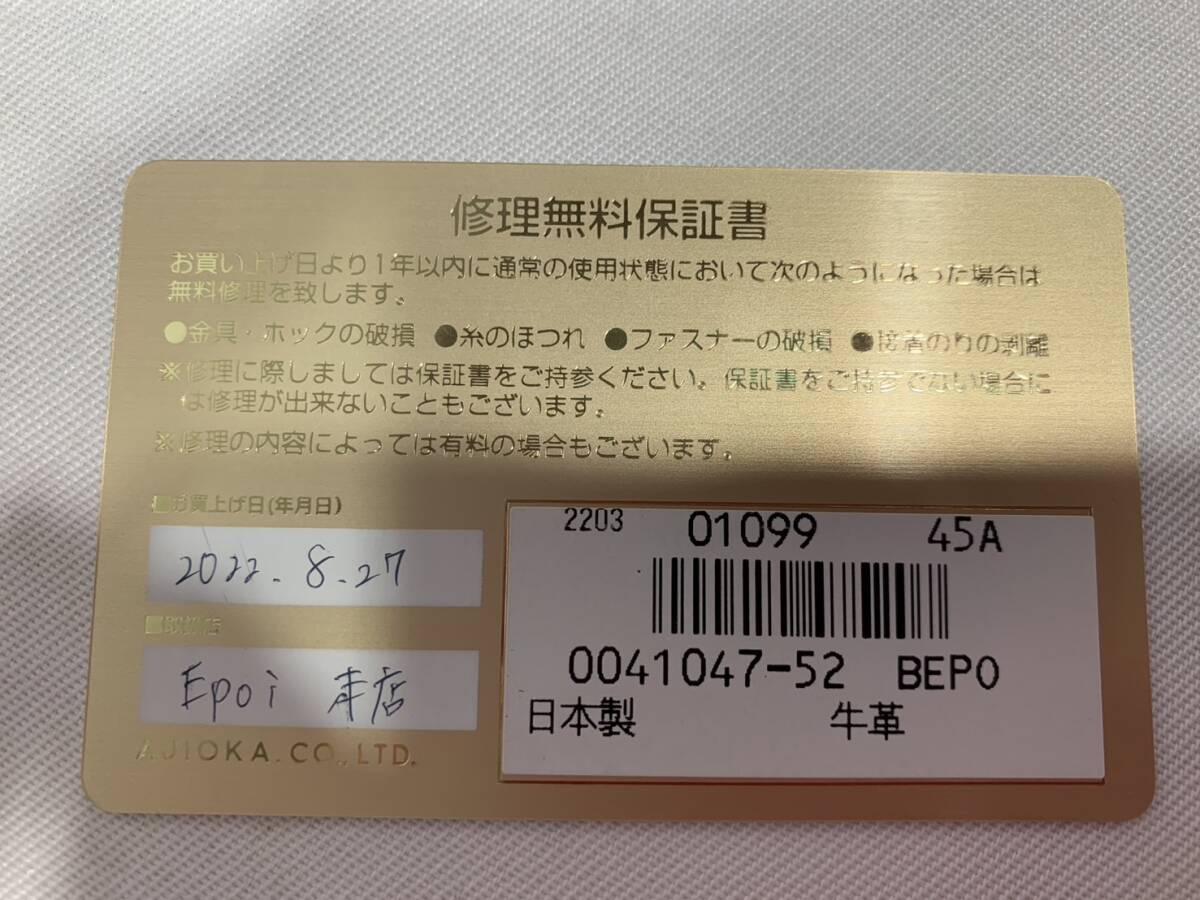 修理無料保証書
お買い上げ日より1年以内に通常の使用状態において次のようになった場合は
無料修理を致します。
●金具・ホックの破損 ●糸のほつれ ●ファスナーの破損 ●接着のりの剥離
※修理に際しましては保証書をご持参ください。保証書をご持参でない場合に
は修理が出来ないこともございます。
※修理の内容によっては有料の場合もございます。
■お買上げ日(年月日)
2022.8.27
■取扱店
Epoi 本店
AJIOKA.CO.,LTD.
2203 01099 45A
0041047-52 BEPO
日本製 牛革